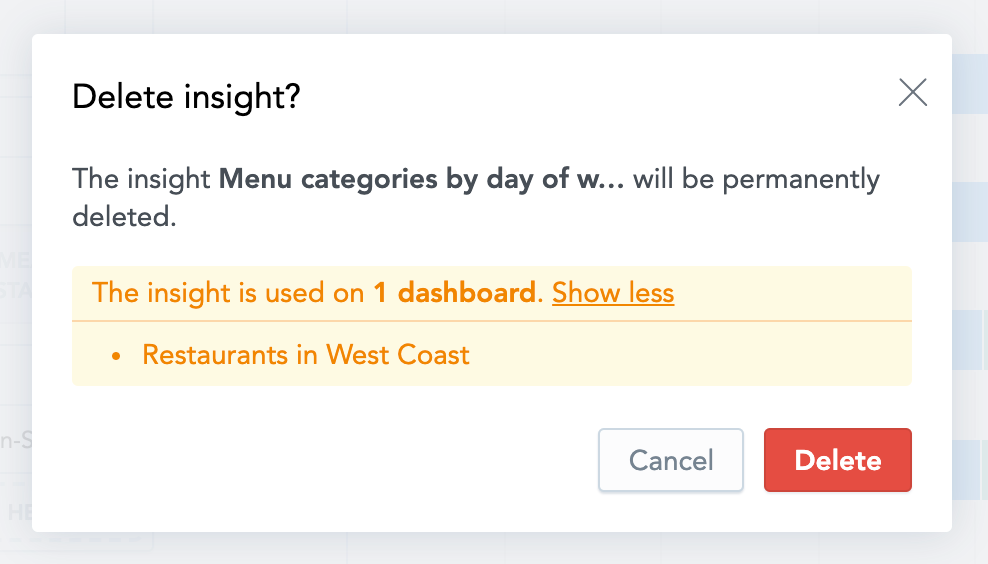 Delete insight?
The insight Menu categories by day of w... will be permanently
deleted.
The insight is used on 1 dashboard. Show less
• Restaurants in West Coast
Cancel
Delete